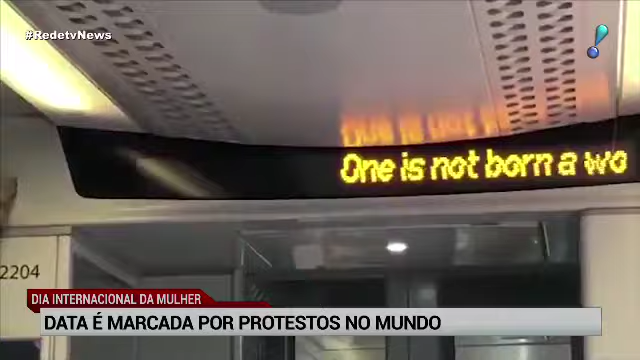 #RedetvNews
One is not born a wo
2204
DIA INTERNACIONAL DA MULHER
DATA É MARCADA POR PROTESTOS NO MUNDO